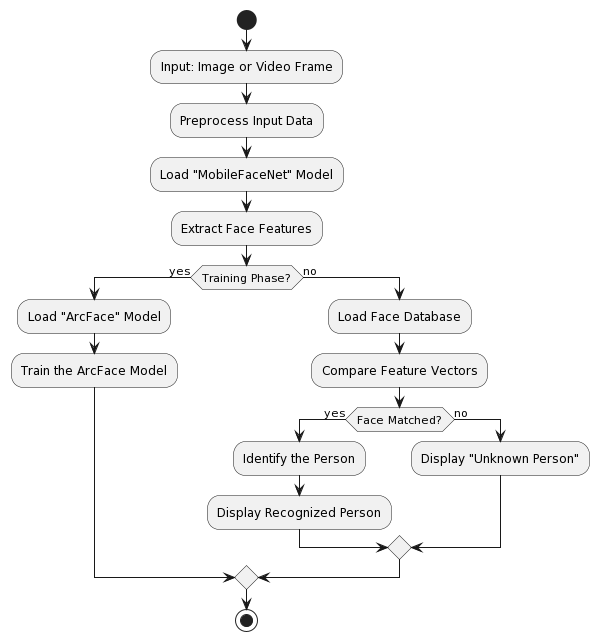 Input: Image or Video Frame
Preprocess Input Data
Load "MobileFaceNet" Model
Extract Face Features
yes
Training Phase?
no
Load "ArcFace" Model
Load Face Database
Train the ArcFace Model
Compare Feature Vectors
yes
Face Matched?
no
Identify the Person
Display "Unknown Person"
Display Recognized Person